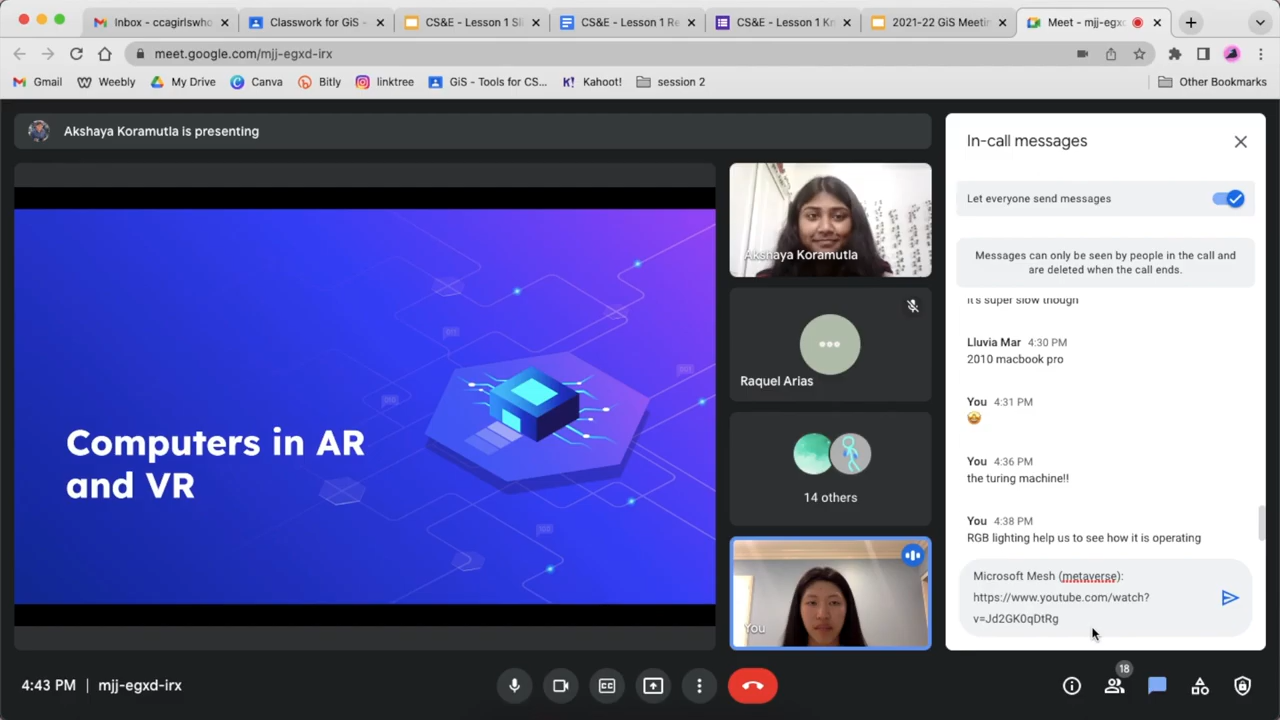 Inbox - ccagirlswho
Classwork for GiS -
CS&E - Lesson 1 Sl
CS&E - Lesson 1 Re
CS&E - Lesson 1 Kn
2021-22 GiS Meetin
Meet - mjj-egxd
meet.google.com/mjj-egxd-irx
Gmail
Weebly
My Drive
Canva
Bitly
linktree
GiS - Tools for CS...
K! Kahoot!
session 2
Other Bookmarks
Akshaya Koramutla is presenting
Computers in AR
and VR
Akshaya Koramutla
Raquel Arias
14 others
You
In-call messages
Let everyone send messages
Messages can only be seen by people in the call and
are deleted when the call ends.
it's super slow though
Lluvia Mar 4:30 PM
2010 macbook pro
You 4:31 PM
🤩
You 4:36 PM
the turing machine!!
You 4:38 PM
RGB lighting help us to see how it is operating
Microsoft Mesh (metaverse):
https://www.youtube.com/watch?
v=Jd2GK0qDtRg
4:43 PM | mjj-egxd-irx
CC
18